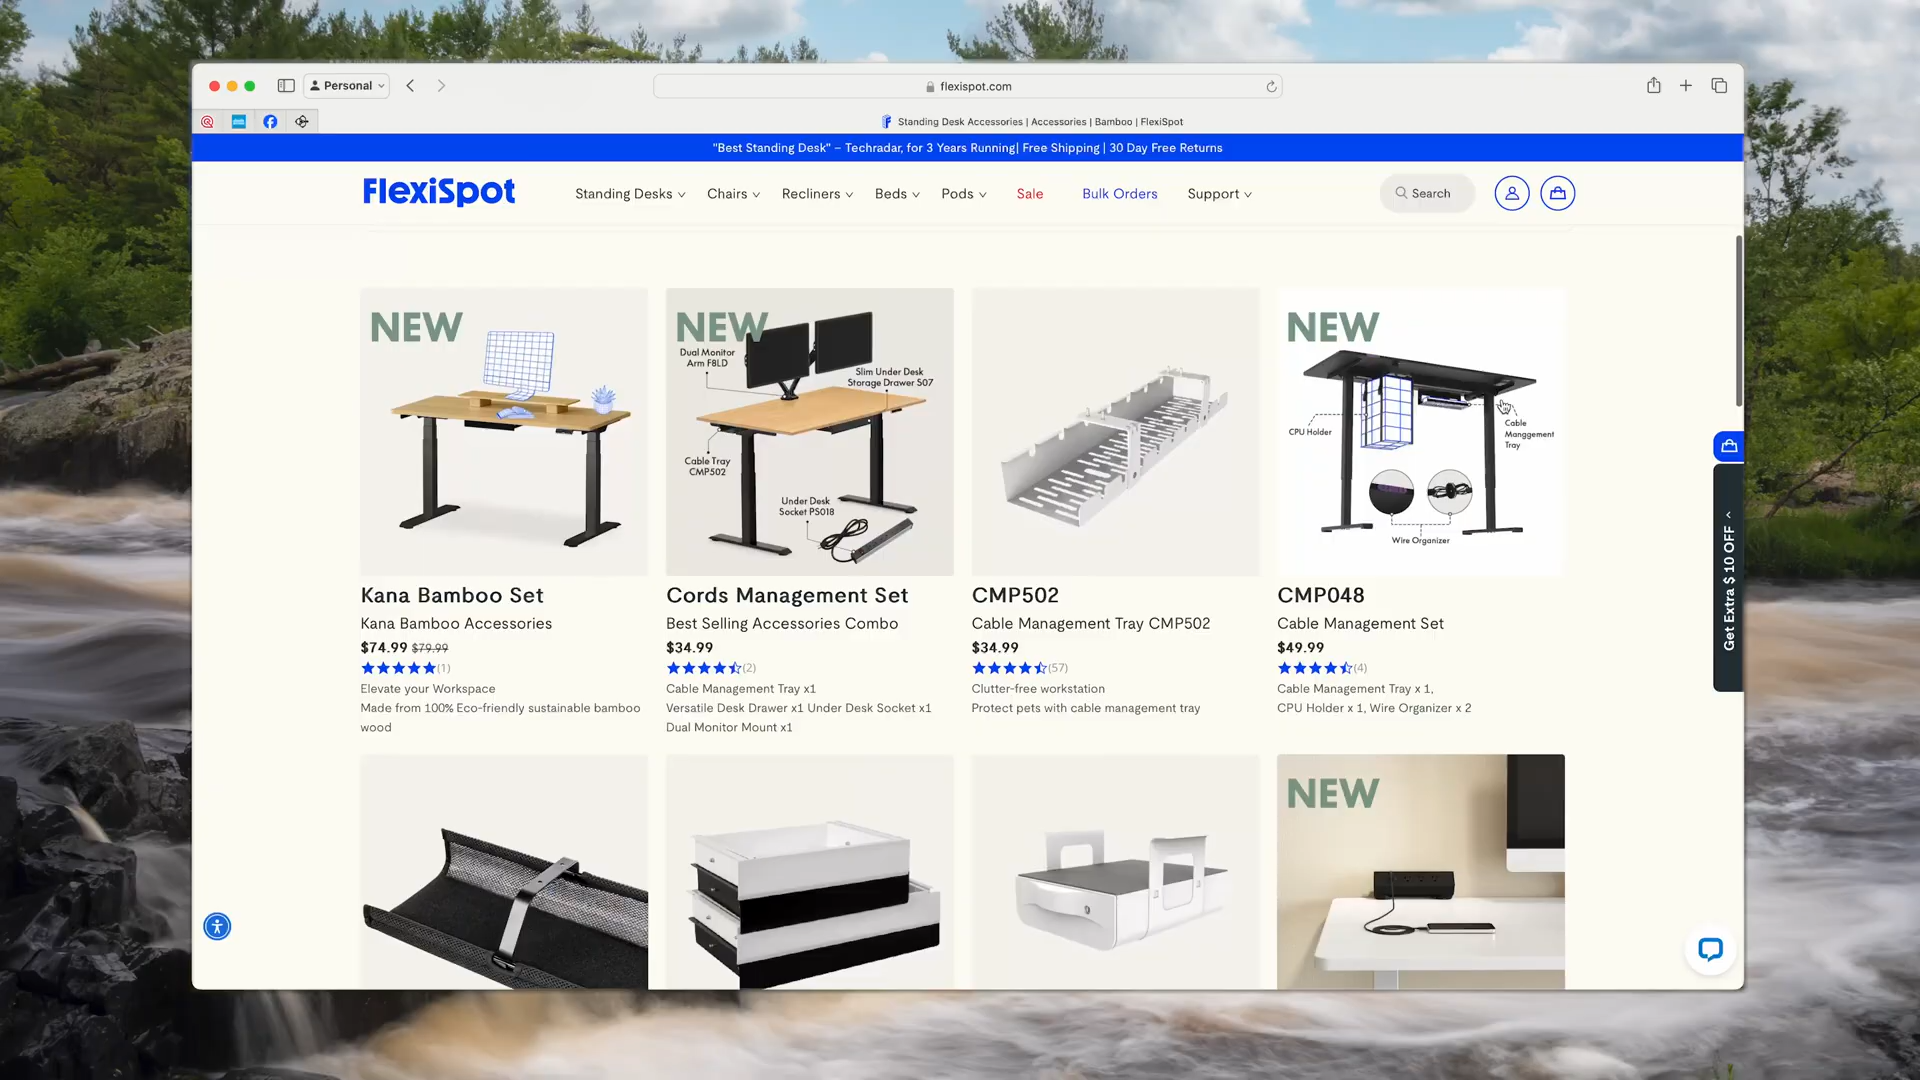 Personal
flexispot.com
Standing Desk Accessories | Accessories | Bamboo | FlexiSpot
"Best Standing Desk" – Techradar, for 3 Years Running| Free Shipping | 30 Day Free Returns
FlexiSpot
Standing Desks
Chairs
Recliners
Beds
Pods
Sale
Bulk Orders
Support
Search
NEW
NEW
Dual Monitor
Arm F8LD
Slim Under Desk
Storage Drawer S07
Cable Tray
CMP502
Under Desk
Socket PS018
NEW
CPU Holder
Cable
Manggement
Tray
Wire Organizer
Kana Bamboo Set
Kana Bamboo Accessories
$74.99 $79.99
(1)
Elevate your Workspace
Made from 100% Eco-friendly sustainable bamboo
wood
Cords Management Set
Best Selling Accessories Combo
$34.99
(2)
Cable Management Tray x1
Versatile Desk Drawer x1 Under Desk Socket x1
Dual Monitor Mount x1
CMP502
Cable Management Tray CMP502
$34.99
(57)
Clutter-free workstation
Protect pets with cable management tray
CMP048
Cable Management Set
$49.99
(4)
Cable Management Tray x 1,
CPU Holder x 1, Wire Organizer x 2
Get Extra $ 10 OFF
NEW